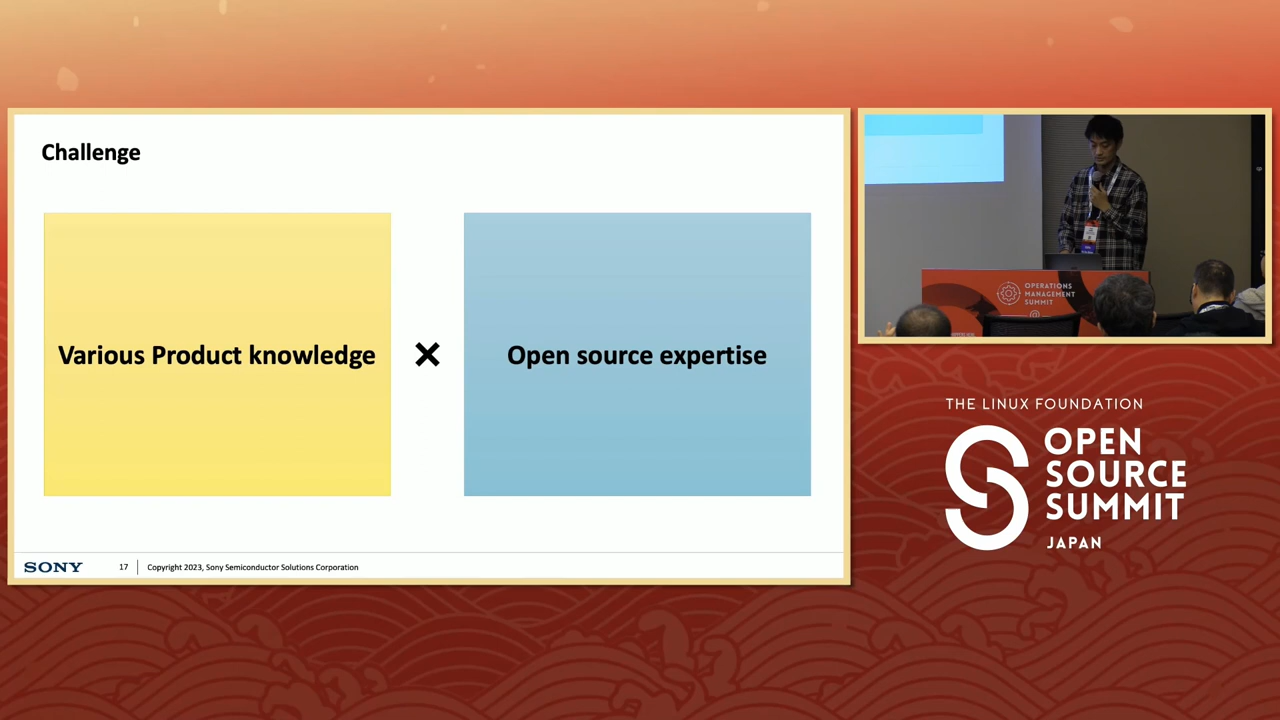 Challenge
Various Product knowledge
×
Open source expertise
SONY
17
Copyright 2023, Sony Semiconductor Solutions Corporation
OPERATIONS
MANAGEMENT
SUMMIT
THE LINUX FOUNDATION
OPEN
SOURCE
SUMMIT
JAPAN